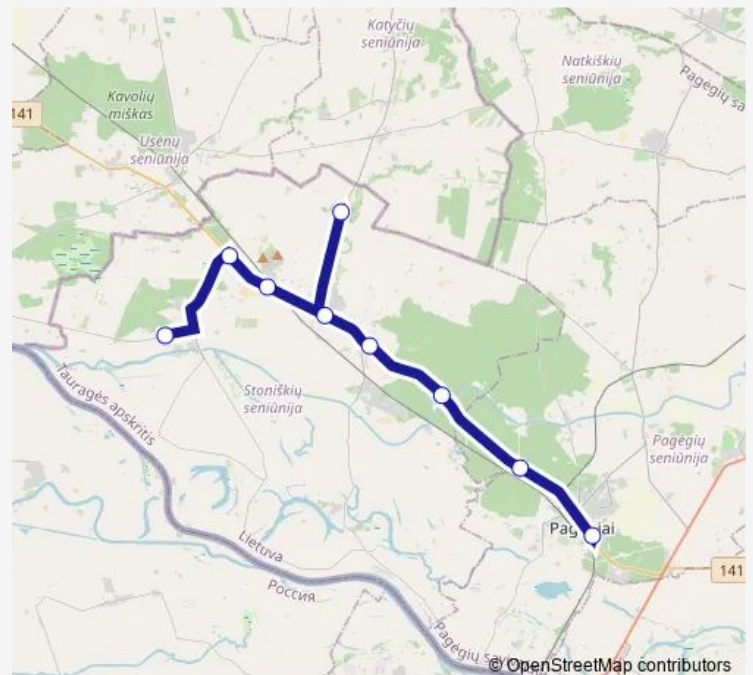 Katyčių
seniūnija
Natkiškių
seniūnija
Pagėgių sa
Kavolių
miškas
141
Usėnų
seniūnija
Stoniškių
seniūnija
Tauragės apskritis
Pagėgių
seniūnija
Lietuva
Россия
Pagėgiai
141
Pagėgių sav
© OpenStreetMap contributors